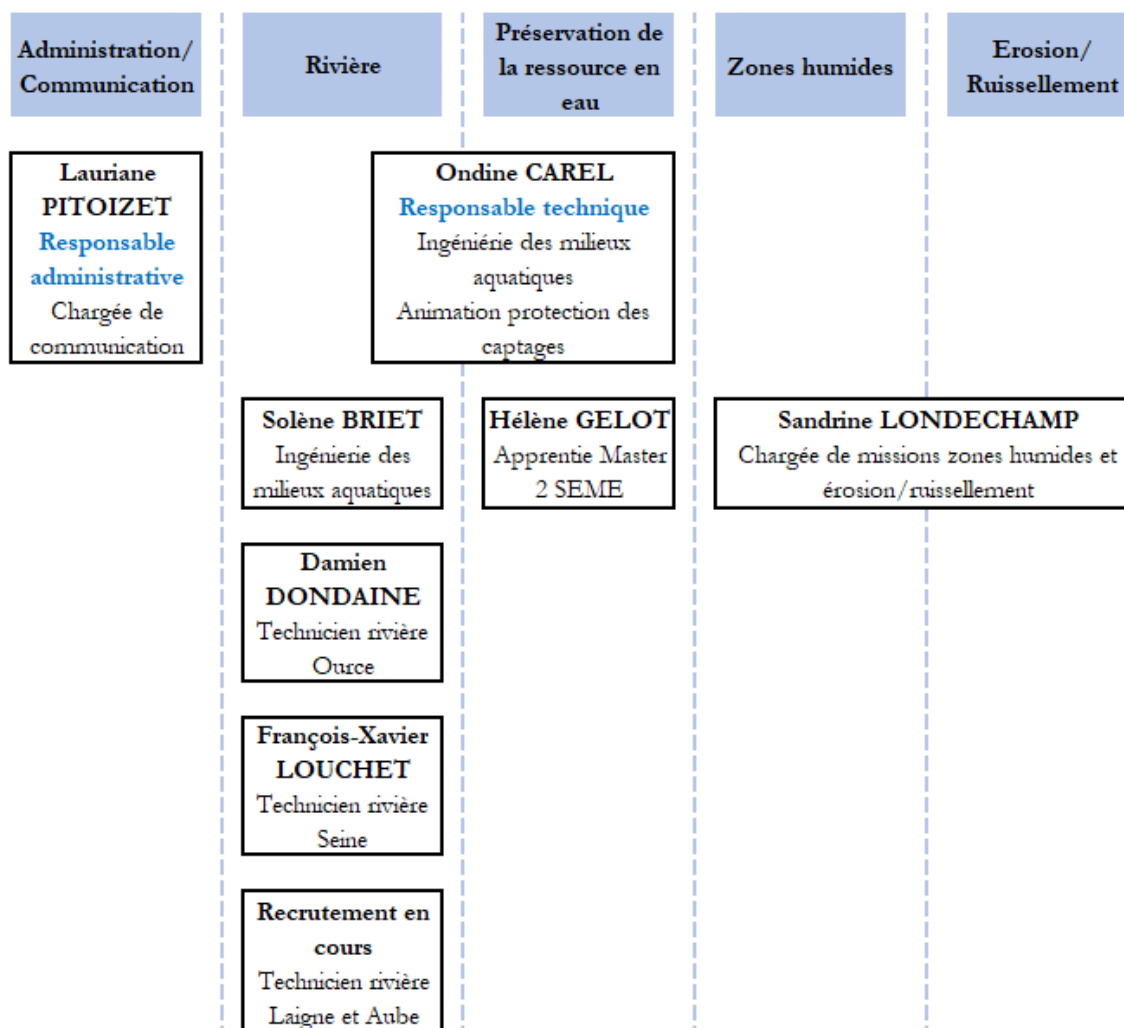 Administration/
Communication
Rivière
Préservation de
la ressource en
eau
Zones humides
Erosion/
Ruissellement
Lauriane
PITOIZET
Responsable
administrative
Chargée de
communication
Ondine CAREL
Responsable technique
Ingéniérie des milieux
aquatiques
Animation protection des
captages
Solène BRIET
Ingénierie des
milieux aquatiques
Hélène GELOT
Apprentie Master
2 SEME
Sandrine LONDECHAMP
Chargée de missions zones humides et
érosion/ruissellement
Damien
DONDAINE
Technicien rivière
Ource
François-Xavier
LOUCHET
Technicien rivière
Seine
Recrutement en
cours
Technicien rivière
Laigne et Aube